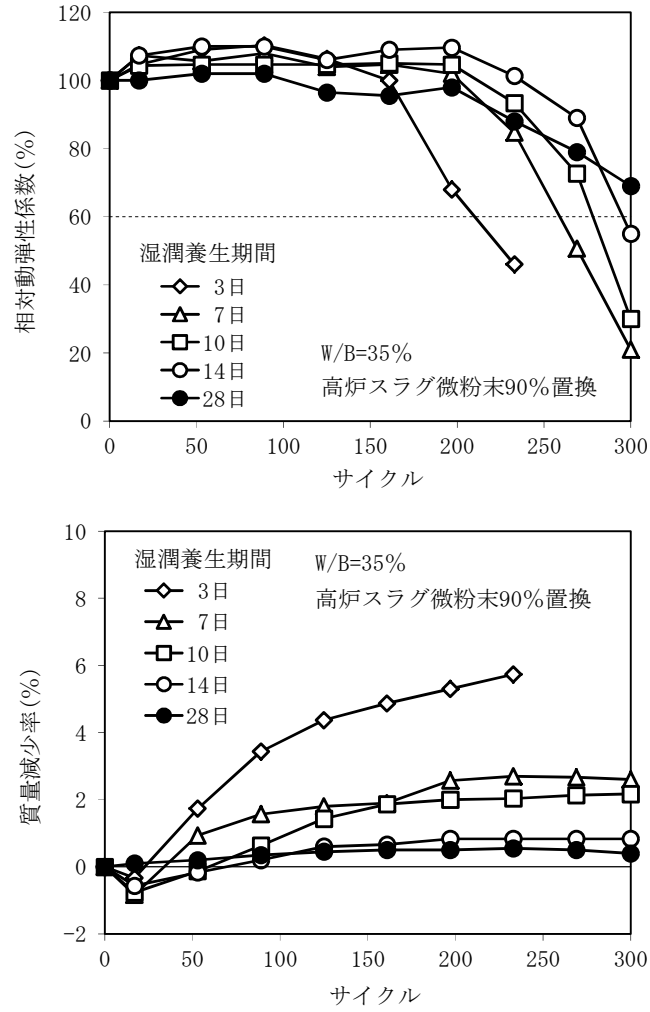 120
100
80
60
40
20
0
相対動弾性係数(%)
湿潤養生期間
3日
7日
10日
14日
28日
W/B=35%
高炉スラグ微粉末90%置換
0 50 100 150 200 250 300
サイクル
10
8
6
4
2
0
-2
質量減少率(%)
湿潤養生期間
3日
7日
10日
14日
28日
W/B=35%
高炉スラグ微粉末90%置換
0 50 100 150 200 250 300
サイクル